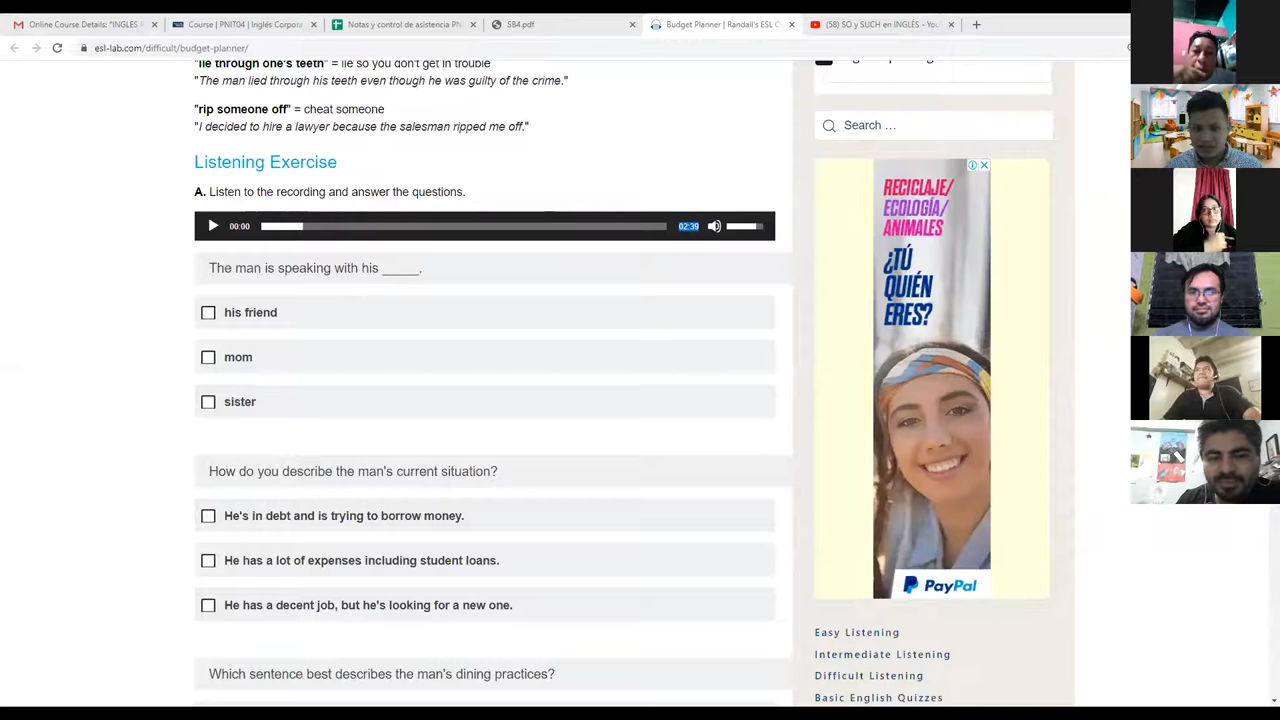 Online Course Details: "INGLES R
Course | PNIT04 | Inglés Corpora
Notas y control de asistencia PN
5B4.pdf
Budget Planner | Randall's ESL C
(58) SO y SUCH en INGLÉS - You
esl-lab.com/difficult/budget-planner/
"lie through one's teeth" = lie so you don't get in trouble
"The man lied through his teeth even though he was guilty of the crime."
"rip someone off" = cheat someone
"I decided to hire a lawyer because the salesman ripped me off."
Listening Exercise
A. Listen to the recording and answer the questions.
00:00 02:39
The man is speaking with his _____.
his friend
mom
sister
How do you describe the man's current situation?
He's in debt and is trying to borrow money.
He has a lot of expenses including student loans.
He has a decent job, but he's looking for a new one.
Which sentence best describes the man's dining practices?
Search …
RECICLAJE/
ECOLOGÍA/
ANIMALES
¿TÚ
QUIÉN
ERES?
PayPal
Easy Listening
Intermediate Listening
Difficult Listening
Basic English Quizzes